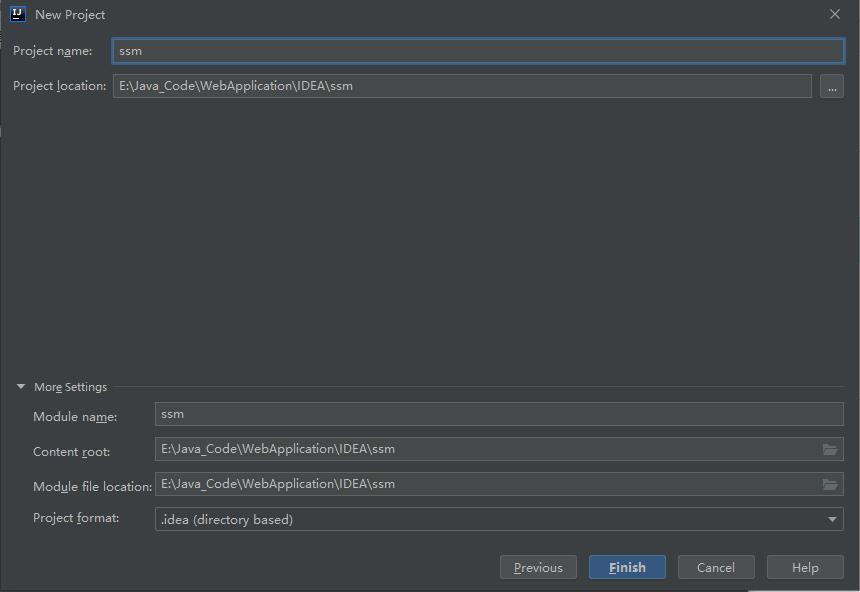 New Project
Project name: ssm
Project location: E:\Java_Code\WebApplication\IDEA\ssm ...
More Settings
Module name: ssm
Content root: E:\Java_Code\WebApplication\IDEA\ssm
Module file location: E:\Java_Code\WebApplication\IDEA\ssm
Project format: .idea (directory based)
Previous Finish Cancel Help